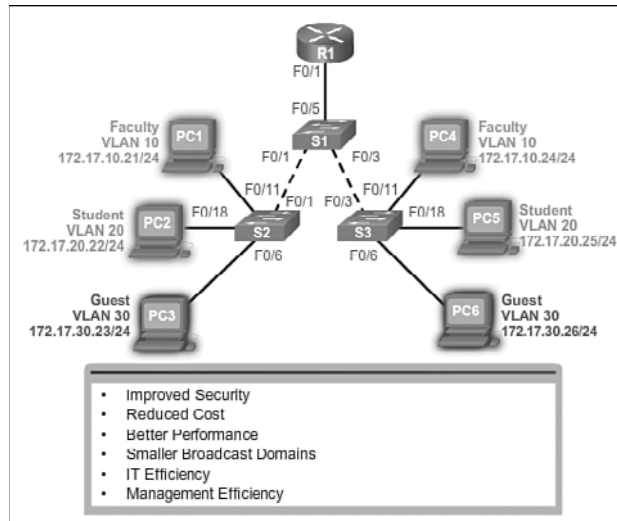 R1
F0/1
F0/5
S1
Faculty
VLAN 10
172.17.10.21/24
PC1
PC4
Faculty
VLAN 10
172.17.10.24/24
F0/1
F0/3
F0/11
F0/1
F0/3
F0/11
Student
VLAN 20
172.17.20.22/24
PC2
F0/18
S2
S3
F0/18
PC5
Student
VLAN 20
172.17.20.25/24
F0/6
F0/6
Guest
VLAN 30
172.17.30.23/24
PC3
PC6
Guest
VLAN 30
172.17.30.26/24
• Improved Security
• Reduced Cost
• Better Performance
• Smaller Broadcast Domains
• IT Efficiency
• Management Efficiency